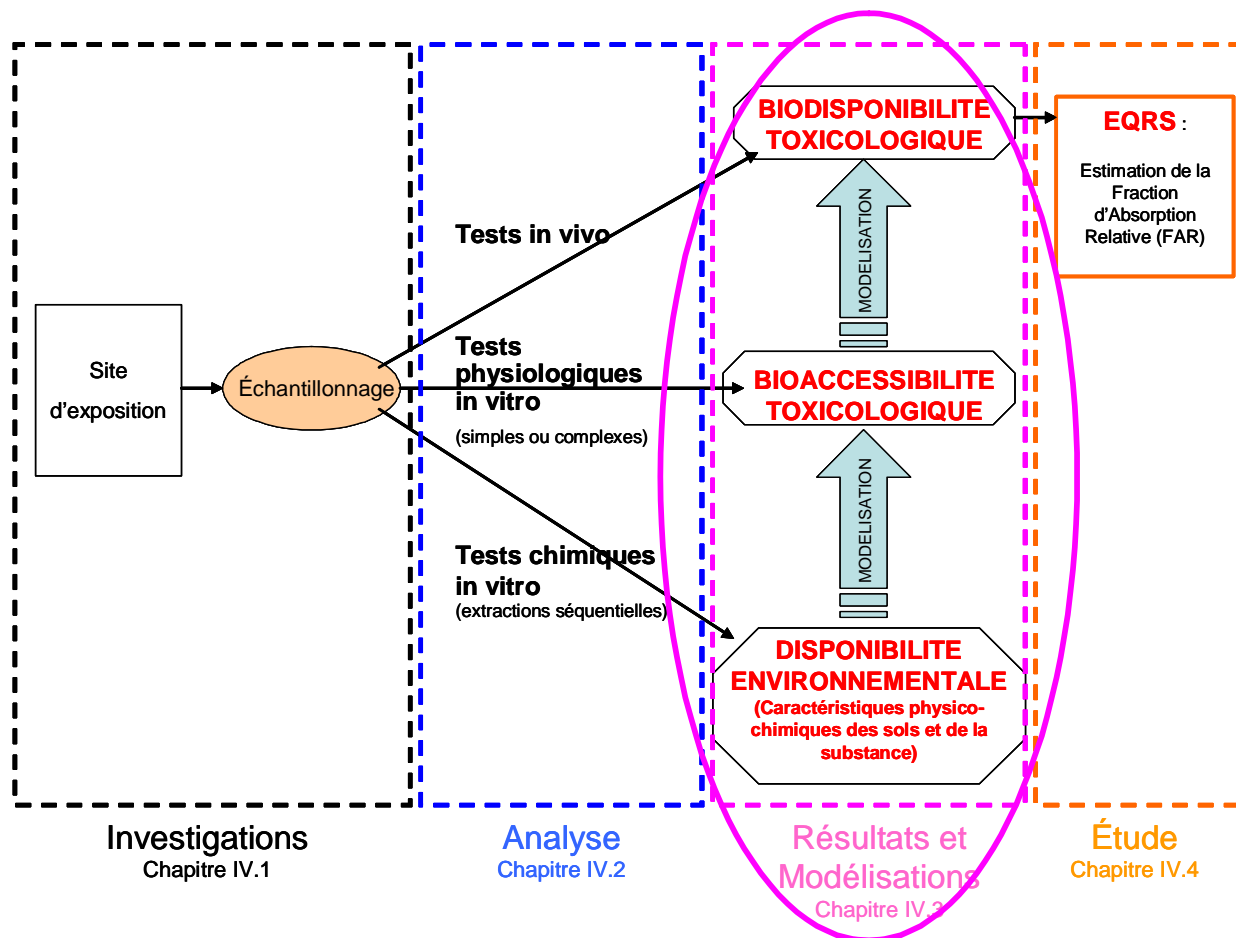 Site
d'exposition
Échantillonnage
Tests in vivo
Tests
physiologiques
in vitro
(simples ou complexes)
Tests chimiques
in vitro
(extractions séquentielles)
BIODISPONIBILITE
TOXICOLOGIQUE
MODELISATION
BIOACCESSIBILITE
TOXICOLOGIQUE
MODELISATION
DISPONIBILITE
ENVIRONNEMENTALE
(Caractéristiques physico-
chimiques des sols et de la
substance)
EQRS :
Estimation de la
Fraction
d'Absorption
Relative (FAR)
Investigations
Chapitre IV.1
Analyse
Chapitre IV.2
Résultats et
Modélisations
Chapitre IV.3
Étude
Chapitre IV.4